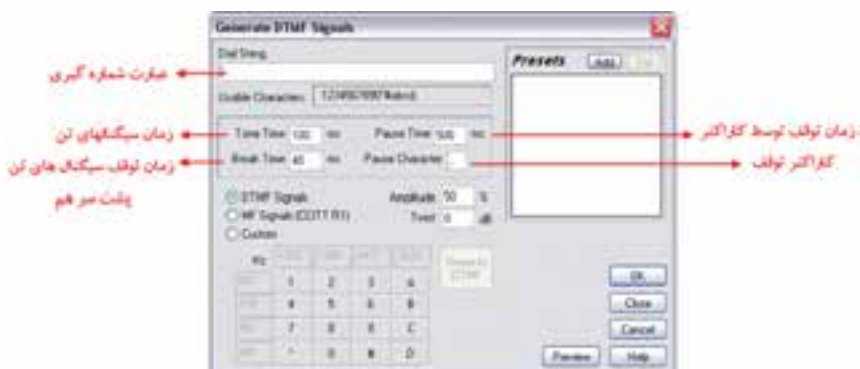 Generate DTMF Signals
Dial String
عبارت شماره گیری
Presets Add
Usable Characters
زمان سیگنالهای تن
Tone Time 100 ms Pause Time 500 ms
زمان توقف توسط کاراکتر
زمان توقف سیگنال های تن
پشت سر هم
Break Time ms Pause Character
کاراکتر توقف
DTMF Signals Amplitude 50 %
MF Signals (CCITT R1) Twist 0 dB
Custom
Hz
1 2 3 A
4 5 6 B
7 8 9 C
* 0 # D
OK
Close
Cancel
Preview Help